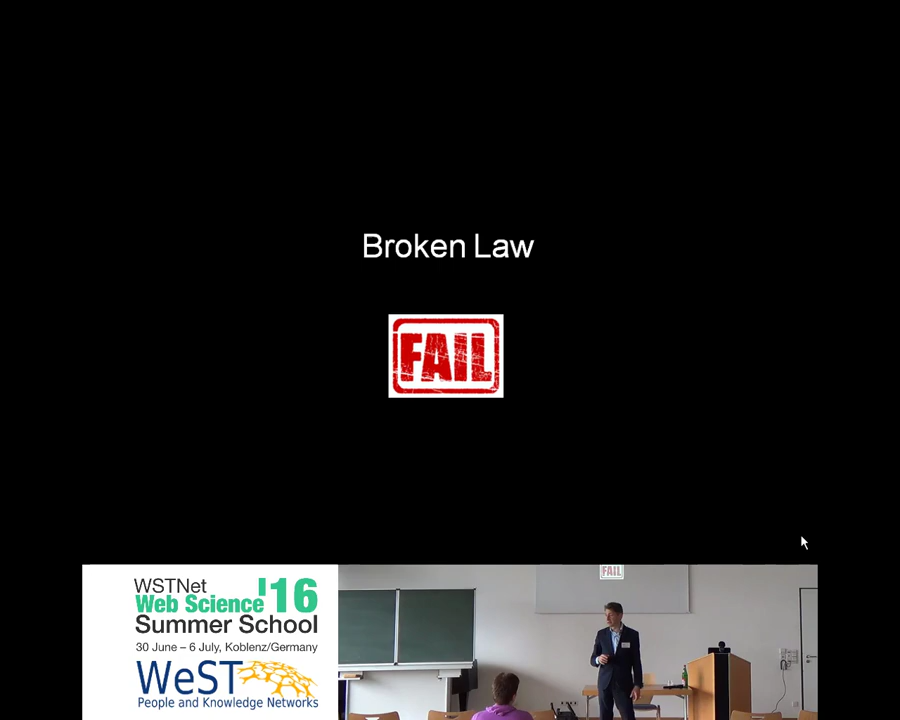 Broken Law
FAIL
WSTNet
Web Science '16
Summer School
30 June – 6 July, Koblenz/Germany
WeST
People and Knowledge Networks
FAIL